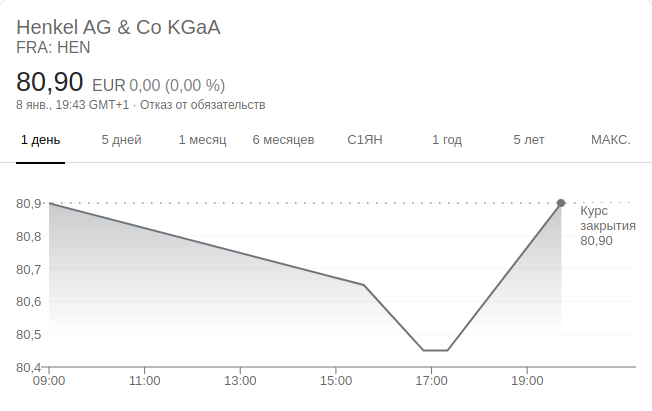 Henkel AG & Co KGaA
FRA: HEN
80,90 EUR 0,00 (0,00 %)
8 янв., 19:43 GMT+1 · Отказ от обязательств
1 день 5 дней 1 месяц 6 месяцев С1ЯН 1 год 5 лет МАКС.
80,9
80,8
80,7
80,6
80,5
80,4
Курс
закрытия
80,90
09:00 11:00 13:00 15:00 17:00 19:00